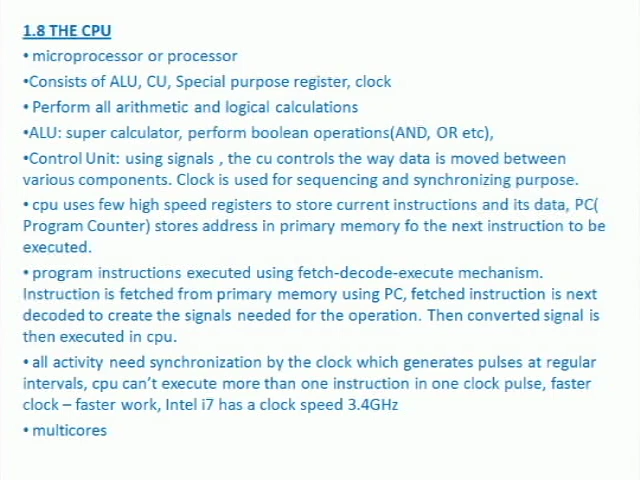 1.8 THE CPU
• microprocessor or processor
•Consists of ALU, CU, Special purpose register, clock
• Perform all arithmetic and logical calculations
•ALU: super calculator, perform boolean operations(AND, OR etc),
•Control Unit: using signals , the cu controls the way data is moved between
various components. Clock is used for sequencing and synchronizing purpose.
• cpu uses few high speed registers to store current instructions and its data, PC(
Program Counter) stores address in primary memory fo the next instruction to be
executed.
• program instructions executed using fetch-decode-execute mechanism.
Instruction is fetched from primary memory using PC, fetched instruction is next
decoded to create the signals needed for the operation. Then converted signal is
then executed in cpu.
• all activity need synchronization by the clock which generates pulses at regular
intervals, cpu can't execute more than one instruction in one clock pulse, faster
clock – faster work, Intel i7 has a clock speed 3.4GHz
• multicores